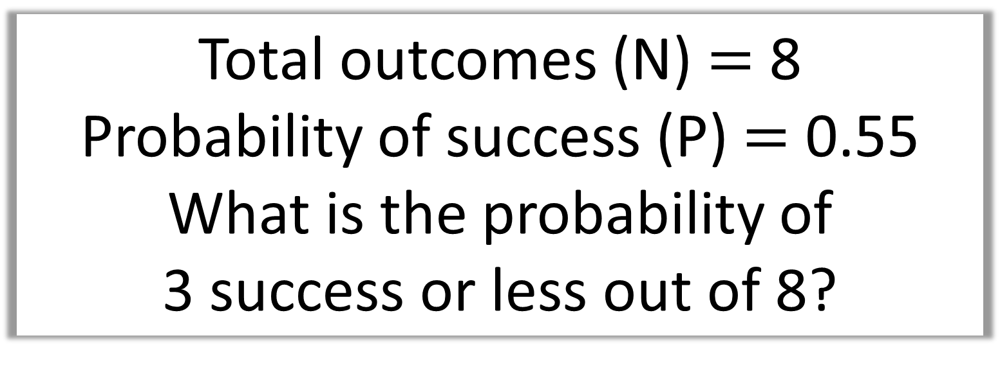 Total outcomes (N) = 8
Probability of success (P) = 0.55
What is the probability of
3 success or less out of 8?